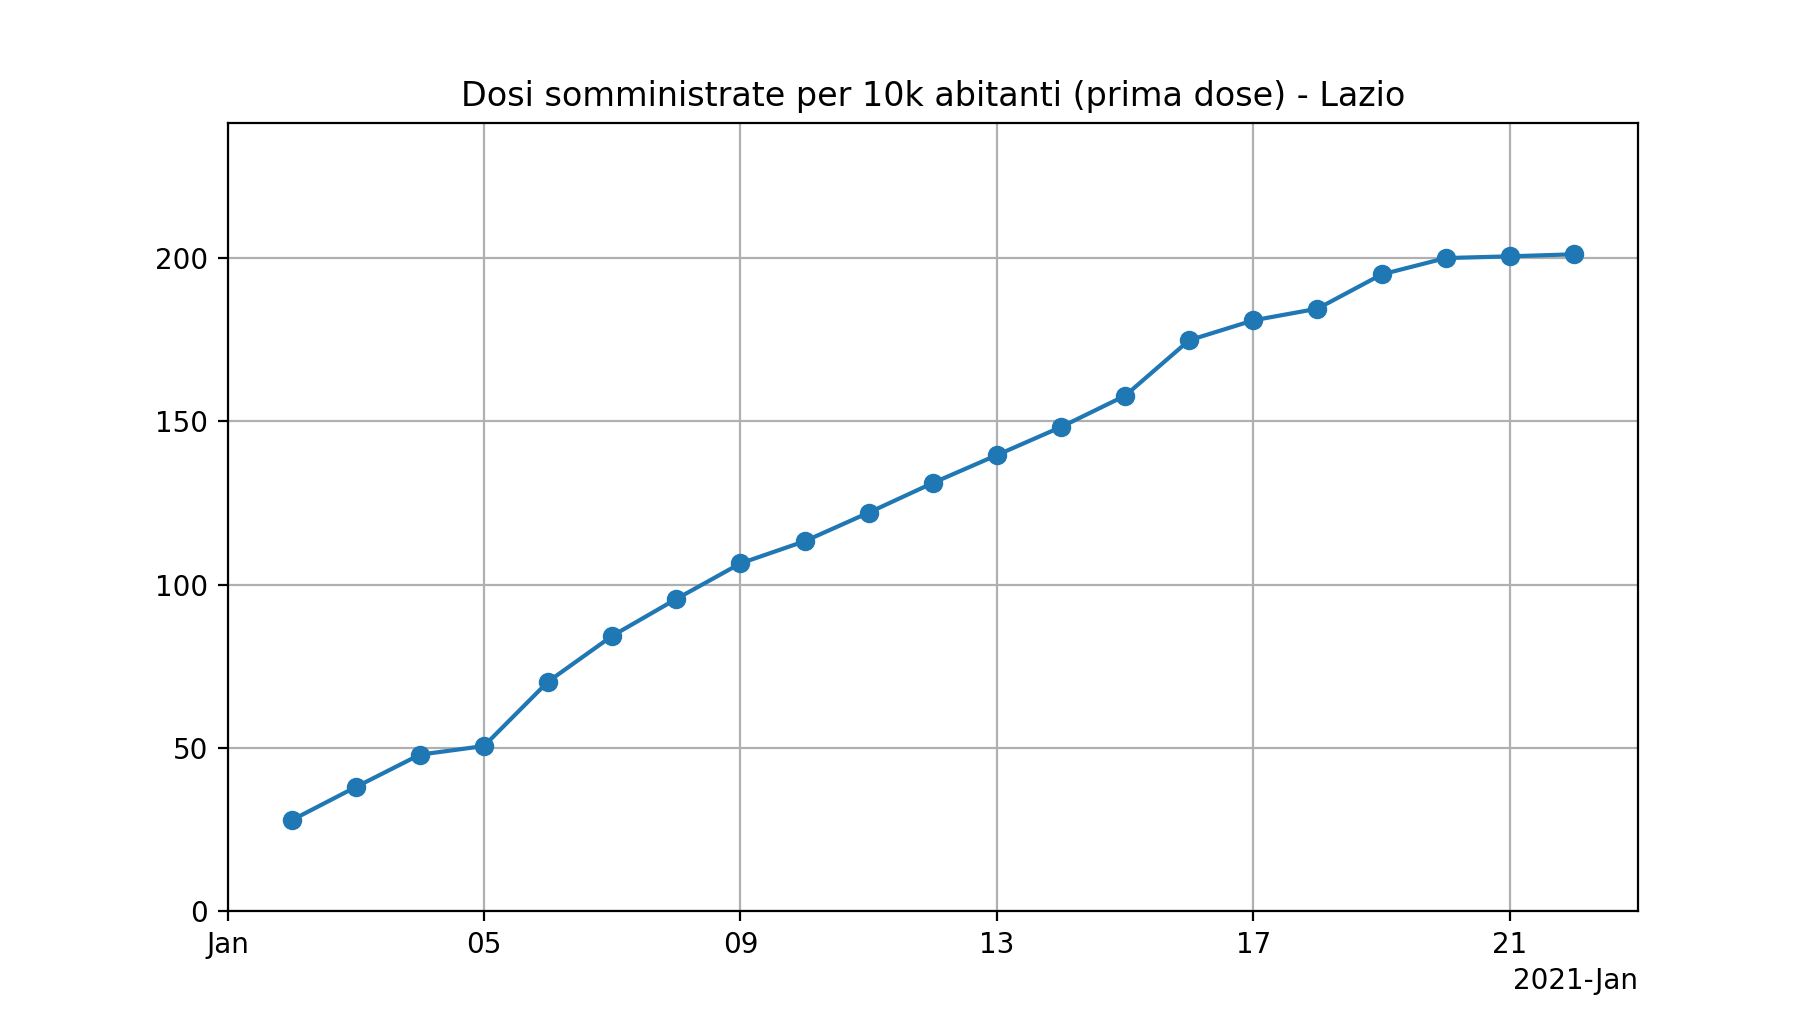 Dosi somministrate per 10k abitanti (prima dose) - Lazio
200
150
100
50
0
Jan 05 09 13 17 21
2021-Jan